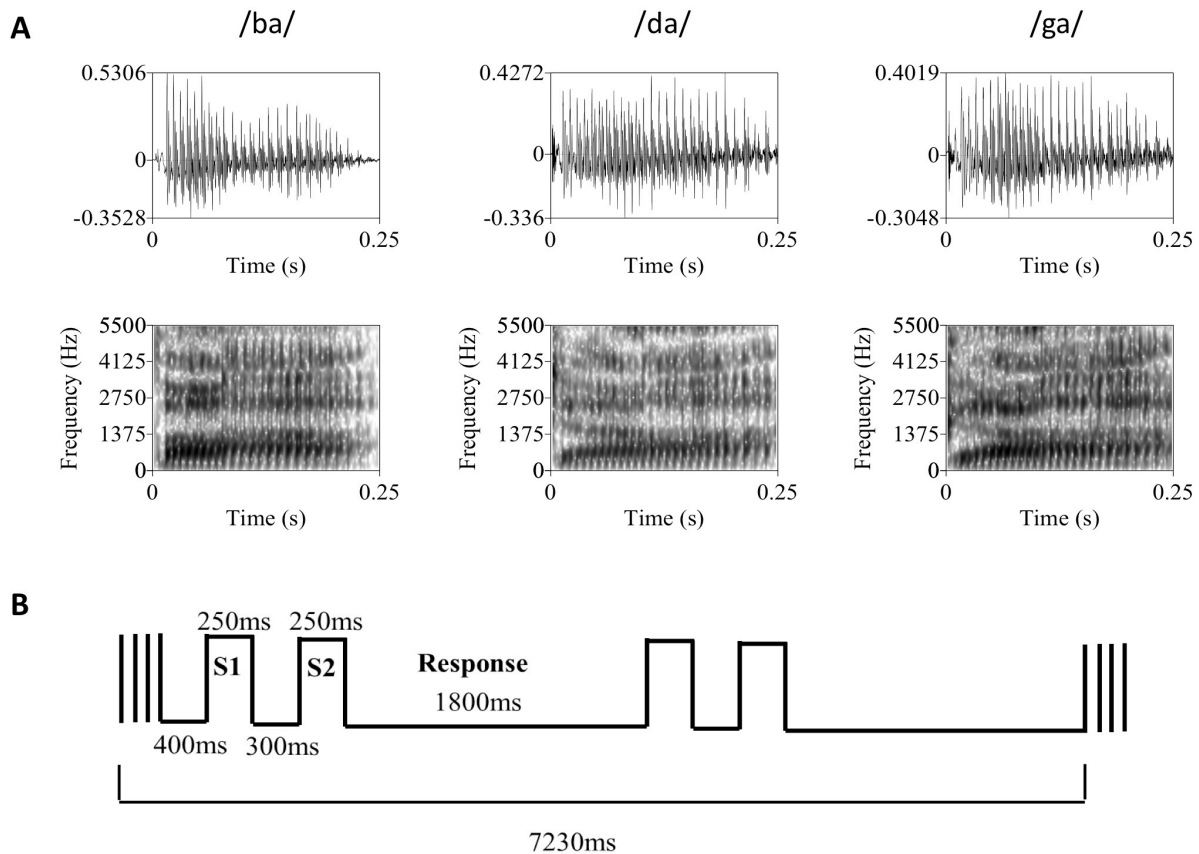 A
/ba/ /da/ /ga/
0.5306 0.4272 0.4019
0 0 0
-0.3528 -0.336 -0.3048
0 0.25 0 0.25 0 0.25
Time (s) Time (s) Time (s)
Frequency (Hz) Frequency (Hz) Frequency (Hz)
5500 5500 5500
4125 4125 4125
2750 2750 2750
1375 1375 1375
0 0 0
0 0.25 0 0.25 0 0.25
Time (s) Time (s) Time (s)
B
250ms 250ms
S1 S2 Response
1800ms
400ms 300ms
7230ms